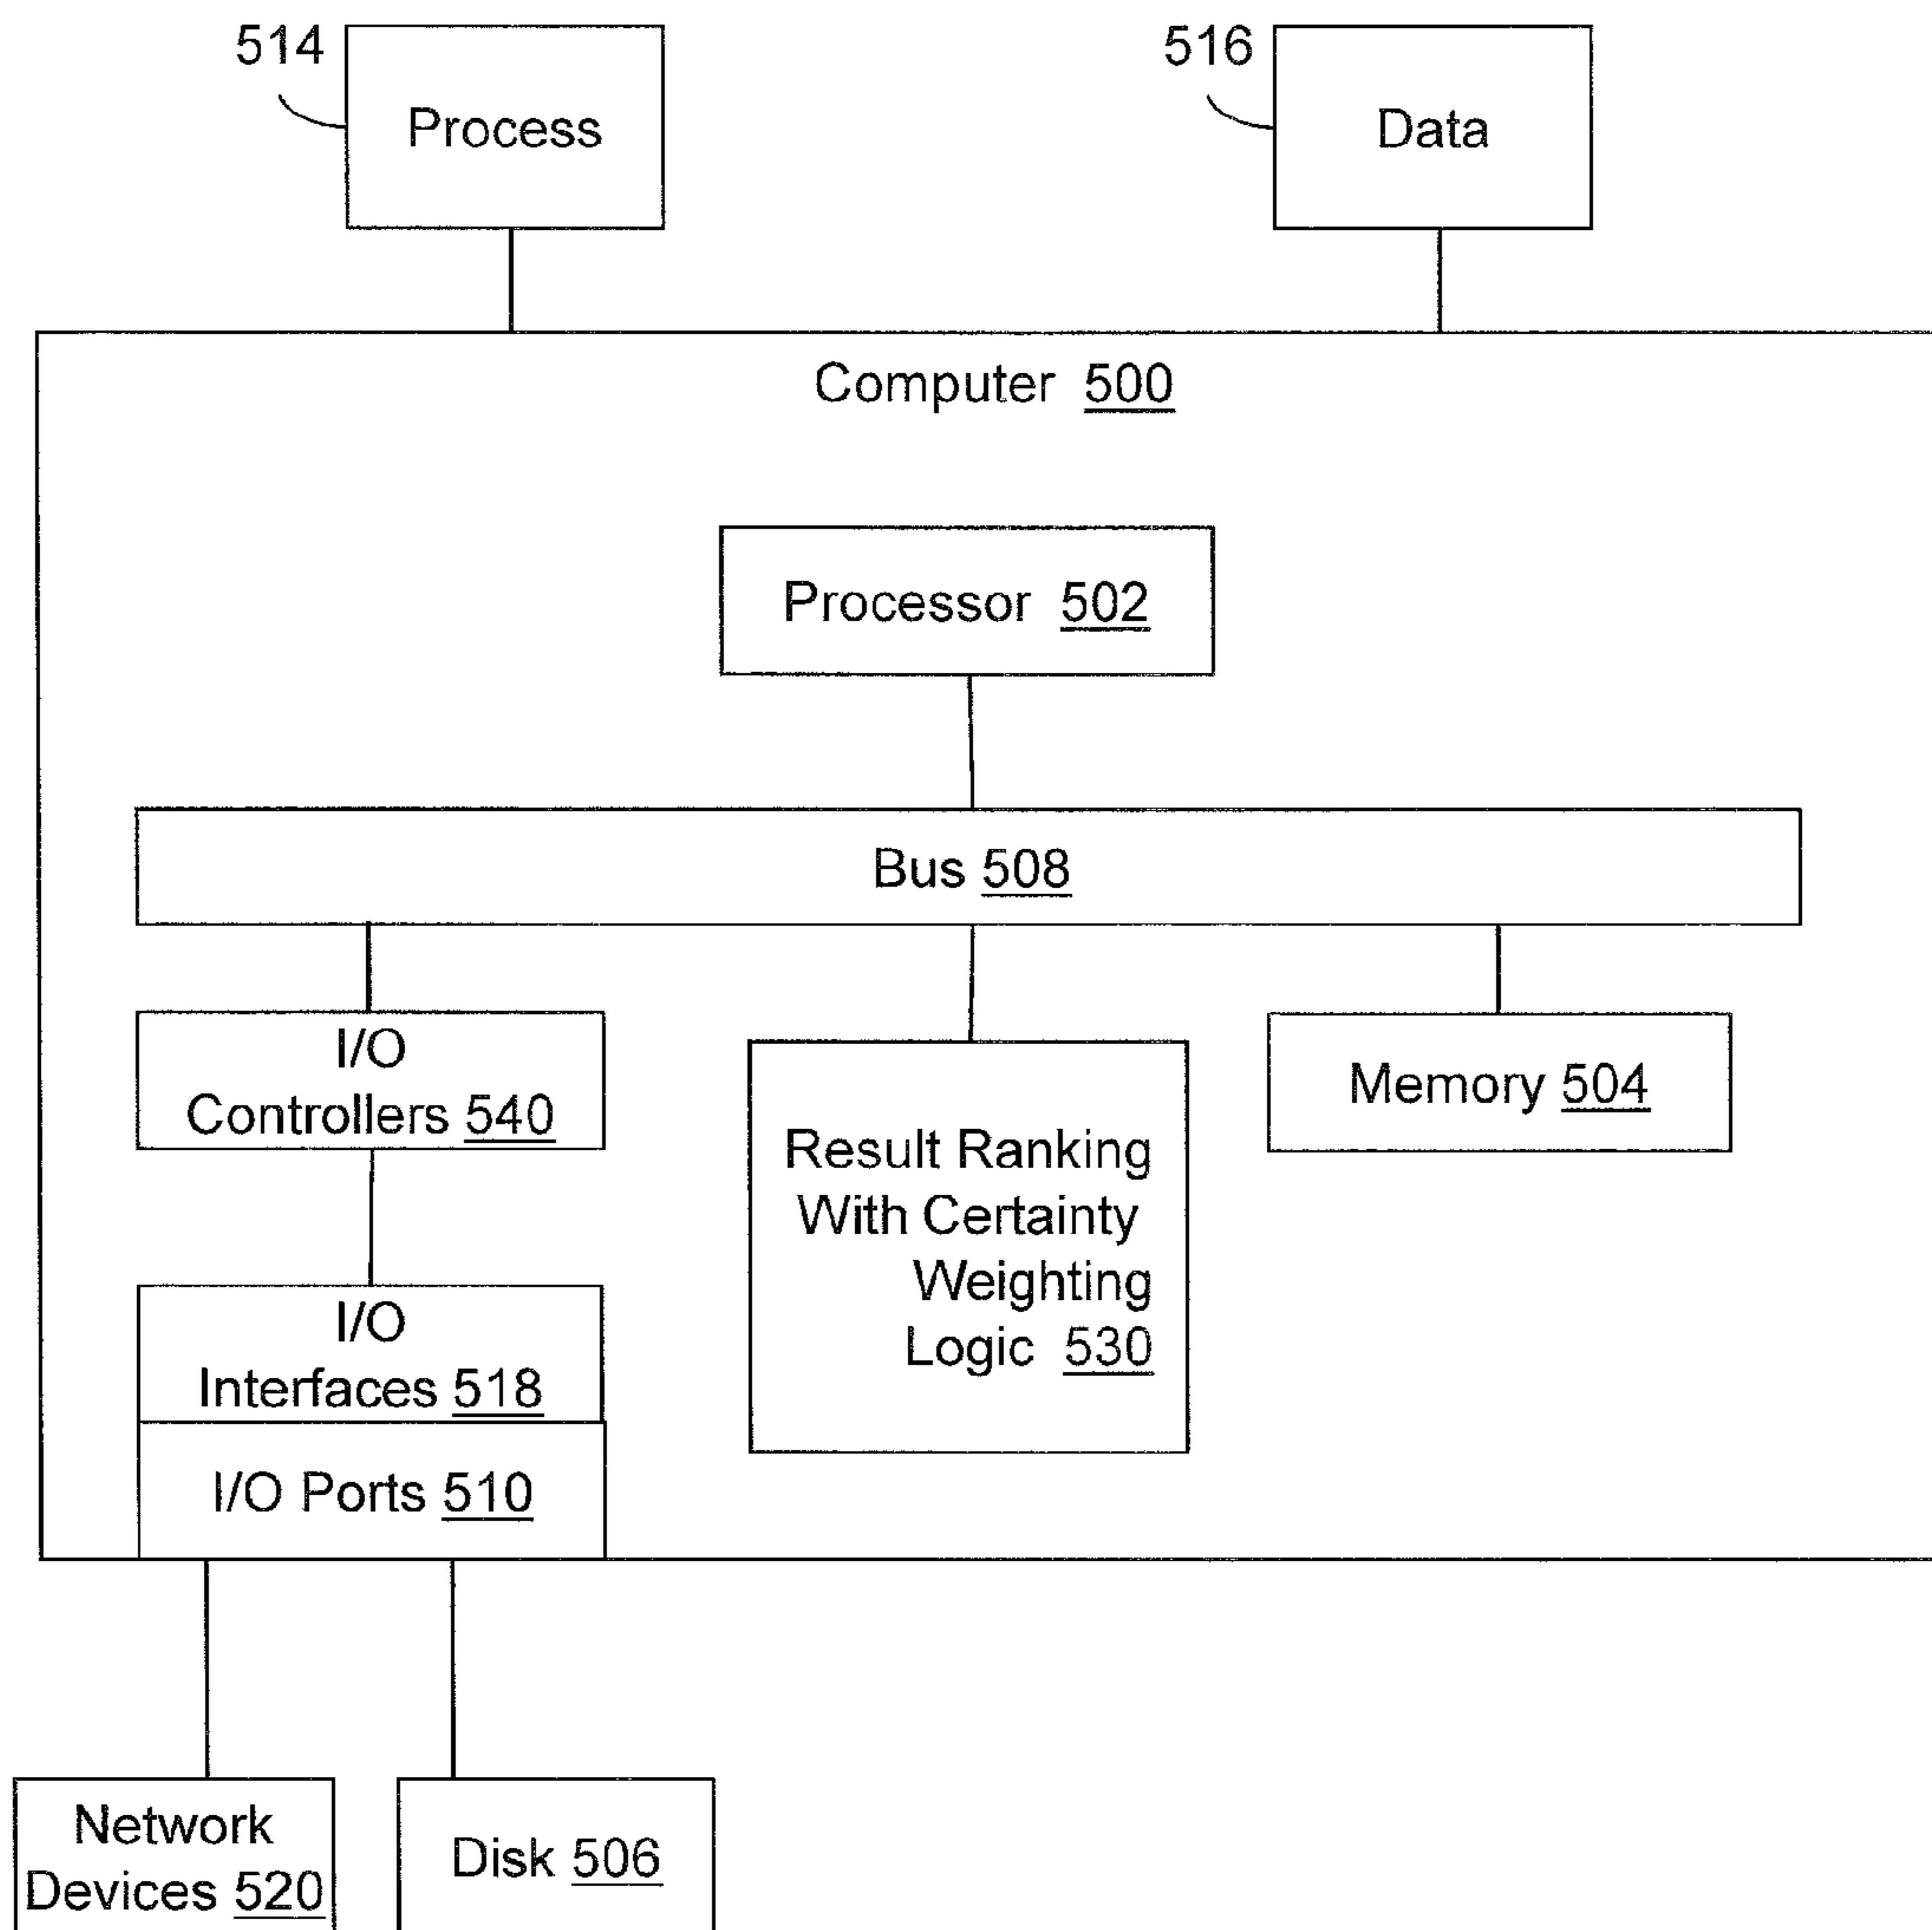 514
Process
516
Data
Computer 500
Processor 502
Bus 508
I/O
Controllers 540
Result Ranking
With Certainty
Weighting
Logic 530
Memory 504
I/O
Interfaces 518
I/O Ports 510
Network
Devices 520
Disk 506